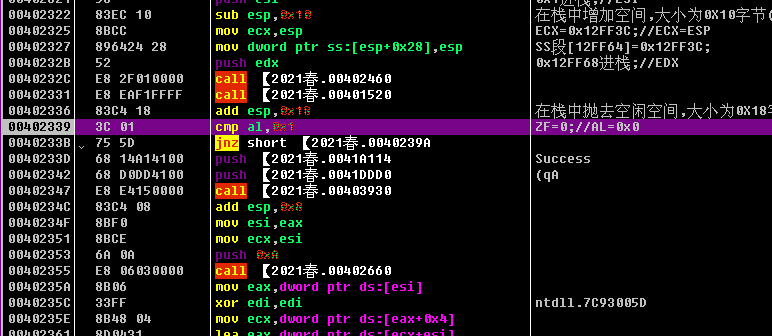 00402322 83EC 10 sub esp,0x10 在栈中增加空间,大小为0X10字节(
00402325 8BCC mov ecx,esp ECX=0x12FF3C;//ECX=ESP
00402327 896424 28 mov dword ptr ss:[esp+0x28],esp SS段[12FF64]=0x12FF3C;
0040232B 52 push edx 0x12FF68进栈;//EDX
0040232C E8 2F010000 call 【2021春.00402460
00402331 E8 EAF1FFFF call 【2021春.00401520
00402336 83C4 18 add esp,0x18 在栈中抛去空闲空间,大小为0X18字
00402339 3C 01 cmp al,0x1 ZF=0;//AL=0x0
0040233B 75 5D jnz short 【2021春.0040239A
0040233D 68 14A14100 push 【2021春.0041A114 Success
00402342 68 D0DD4100 push 【2021春.0041DDD0 (qA
00402347 E8 E4150000 call 【2021春.00403930
0040234C 83C4 08 add esp,0x8
0040234F 8BF0 mov esi,eax
00402351 8BCE mov ecx,esi
00402353 6A 0A push 0xA
00402355 E8 06030000 call 【2021春.00402660
0040235A 8B06 mov eax,dword ptr ds:[esi]
0040235C 33FF xor edi,edi ntdll.7C93005D
0040235E 8B48 04 mov ecx,dword ptr ds:[eax+0x4]
00402361 8D0431 lea eax,dword ptr ds:[ecx+esi]